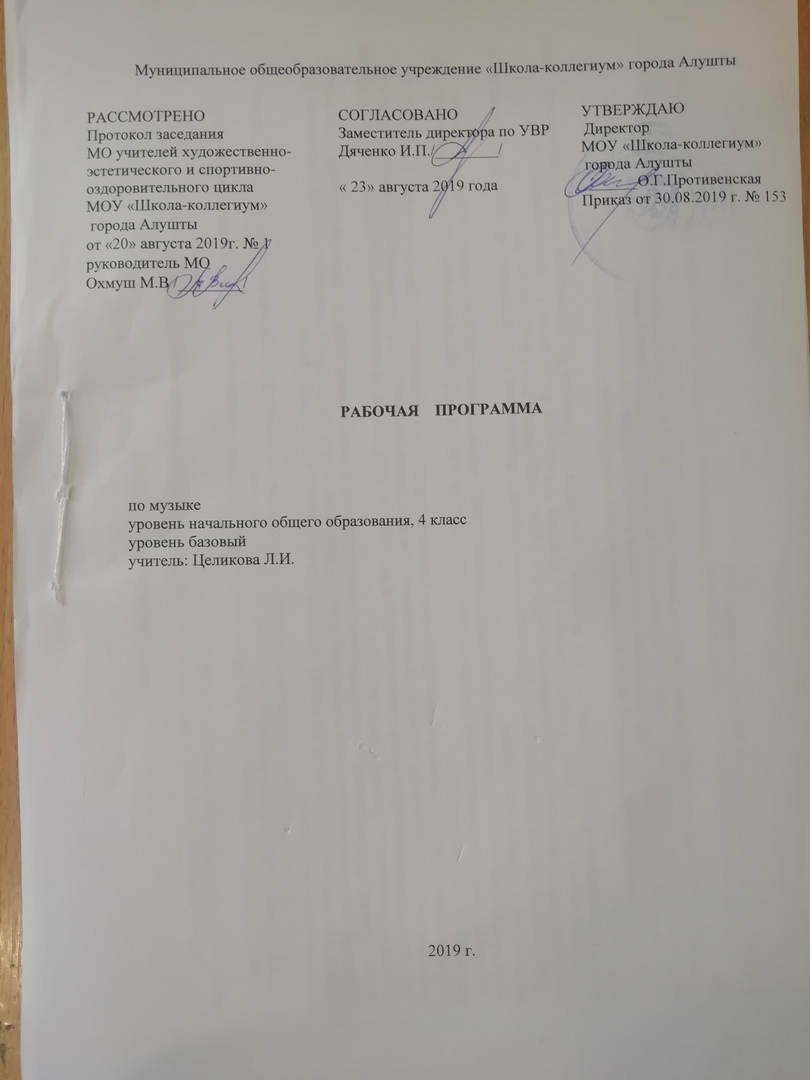 Муниципальное общеобразовательное учреждение «Школа-коллегиум» города Алушты
РАССМОТРЕНО
Протокол заседания
МО учителей художественно-
эстетического и спортивно-
оздоровительного цикла
МОУ «Школа-коллегиум»
города Алушты
от «20» августа 2019г. № 1
руководитель МО
Охмуш М.В/
СОГЛАСОВАНО
Заместитель директора по УВР
Дяченко И.П./ /
« 23» августа 2019 года
УТВЕРЖДАЮ
Директор
МОУ «Школа-коллегиум»
города Алушты
О.Г.Противенская
Приказ от 30.08.2019 г. № 153
РАБОЧАЯ ПРОГРАММА
по музыке
уровень начального общего образования, 4 класс
уровень базовый
учитель: Целикова Л.И.
2019 г.